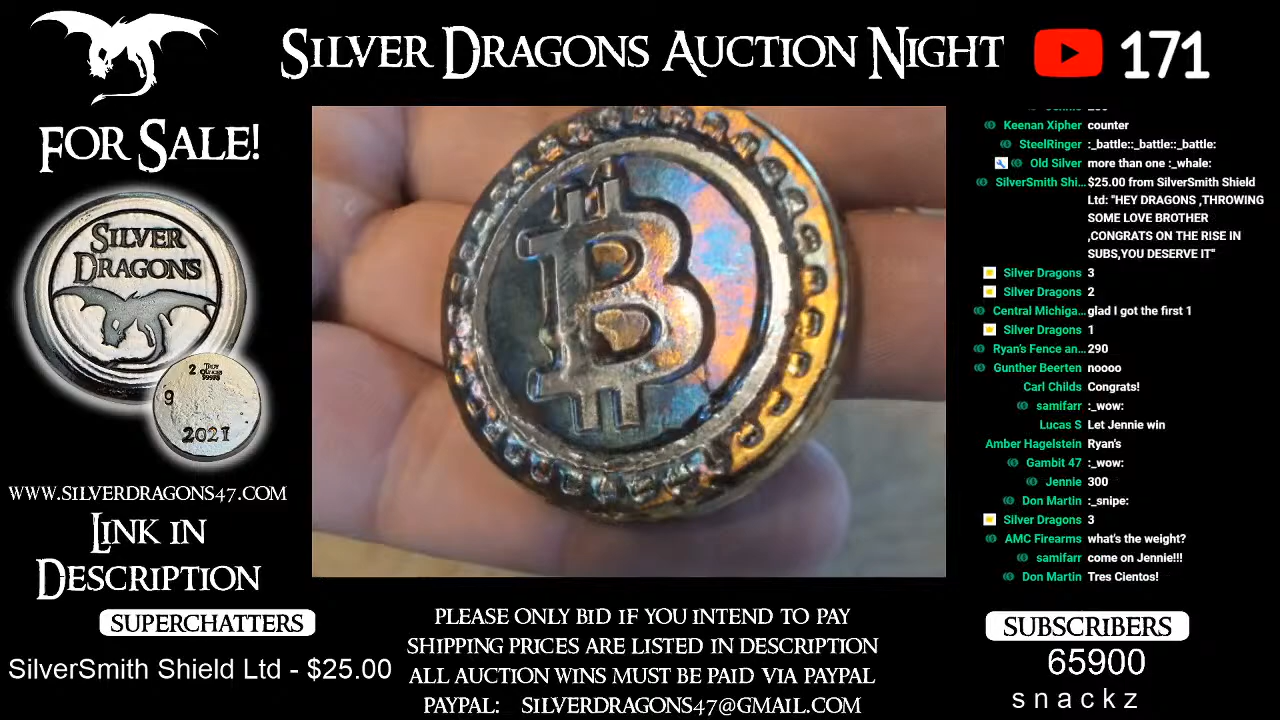 SILVER DRAGONS AUCTION NIGHT
171
FOR SALE!
SILVER
DRAGONS
2 TROY
OUNCES
9
2021
WWW.SILVERDRAGONS47.COM
LINK IN
DESCRIPTION
SUPERCHATTERS
SilverSmith Shield Ltd - $25.00
B
PLEASE ONLY BID IF YOU INTEND TO PAY
SHIPPING PRICES ARE LISTED IN DESCRIPTION
ALL AUCTION WINS MUST BE PAID VIA PAYPAL
PAYPAL: SILVERDRAGONS47@GMAIL.COM
Keenan Xipher counter
SteelRinger :_battle::_battle::_battle:
Old Silver more than one :_whale:
SilverSmith Shi... $25.00 from SilverSmith Shield
Ltd: "HEY DRAGONS ,THROWING
SOME LOVE BROTHER
,CONGRATS ON THE RISE IN
SUBS,YOU DESERVE IT"
Silver Dragons 3
Silver Dragons 2
Central Michiga... glad I got the first 1
Silver Dragons 1
Ryan's Fence an... 290
Gunther Beerten noooo
Carl Childs Congrats!
samifarr :_wow:
Lucas S Let Jennie win
Amber Hagelstein Ryan's
Gambit 47 :_wow:
Jennie 300
Don Martin :_snipe:
Silver Dragons 3
AMC Firearms what's the weight?
samifarr come on Jennie!!!
Don Martin Tres Cientos!
SUBSCRIBERS
65900
snackz